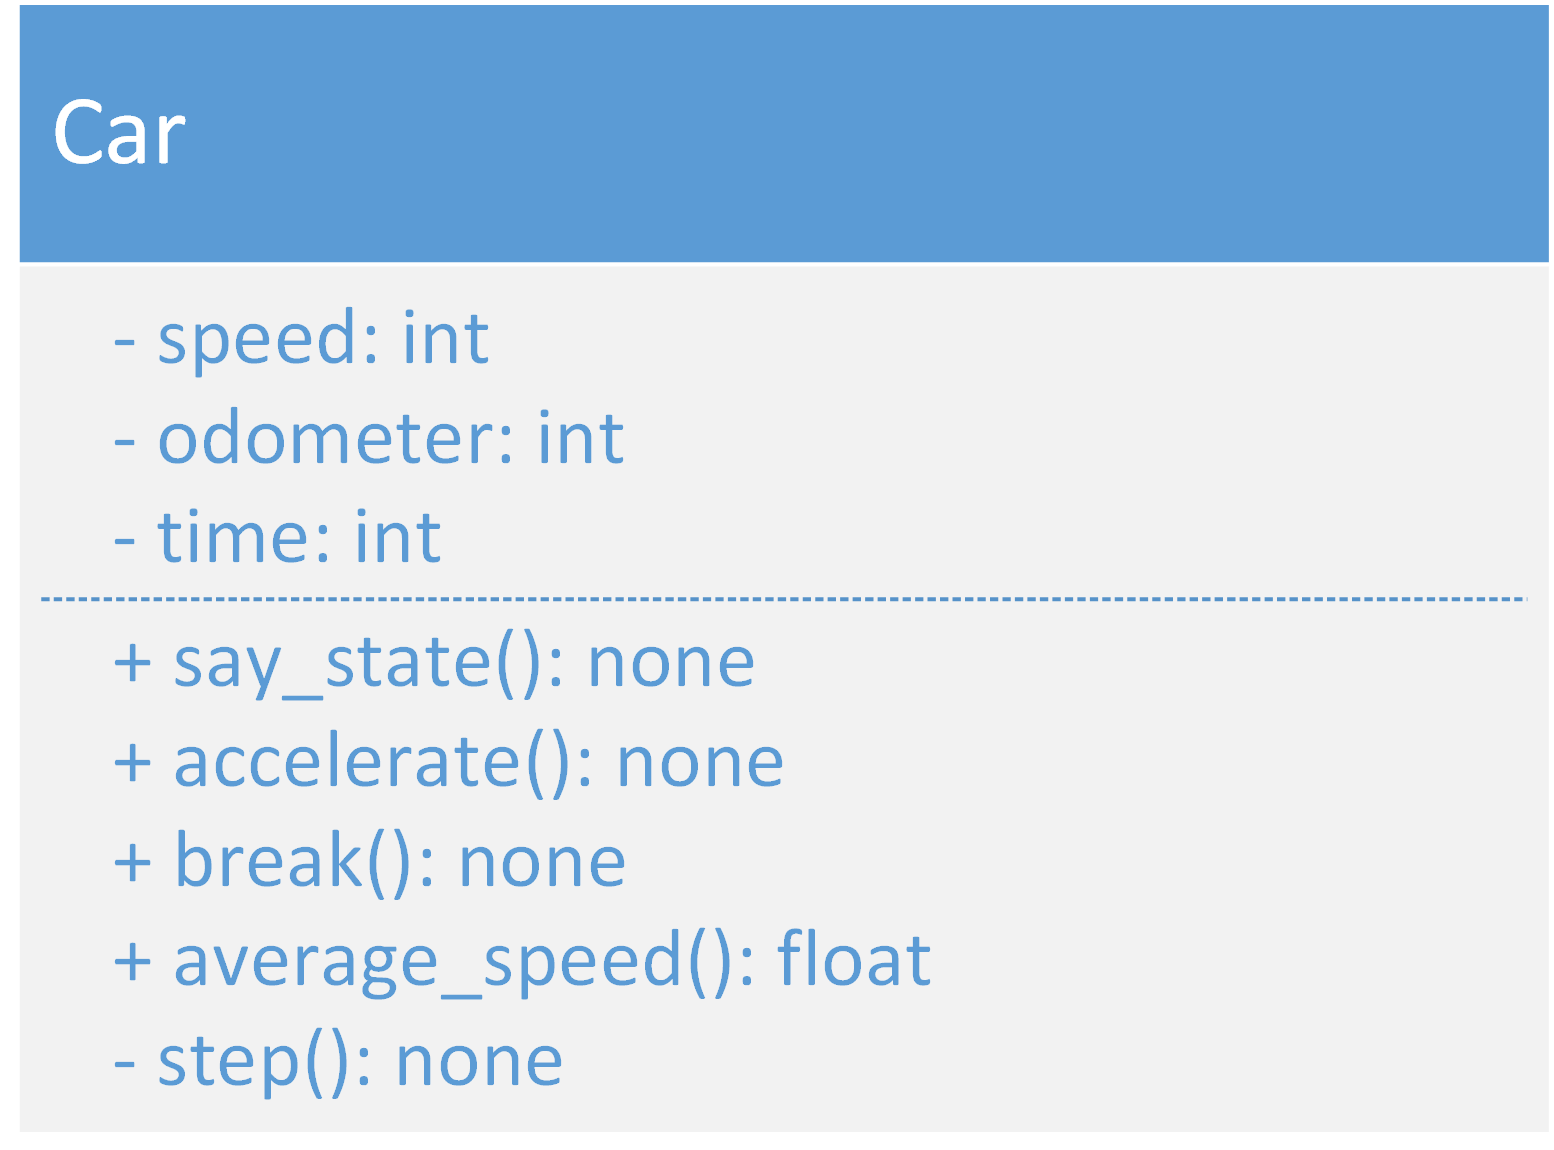 Car
- speed: int
- odometer: int
- time: int
+ say_state(): none
+ accelerate(): none
+ break(): none
+ average_speed(): float
- step(): none